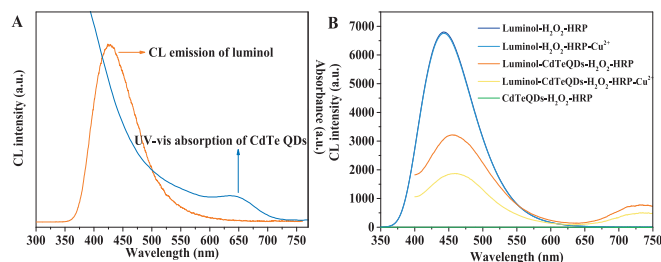 A
CL emission of luminol
UV-vis absorption of CdTe QDs
CL intensity (a.u.)
Absorbance (a.u.)
300 350 400 450 500 550 600 650 700 750
Wavelength (nm)
B
Luminol-H₂O₂-HRP
Luminol-H₂O₂-HRP-Cu²⁺
Luminol-CdTeQDs-H₂O₂-HRP
Luminol-CdTeQDs-H₂O₂-HRP-Cu²⁺
CdTeQDs-H₂O₂-HRP
CL intensity (a.u.)
7000
6000
5000
4000
3000
2000
1000
0
350 400 450 500 550 600 650 700 750
Wavelength (nm)